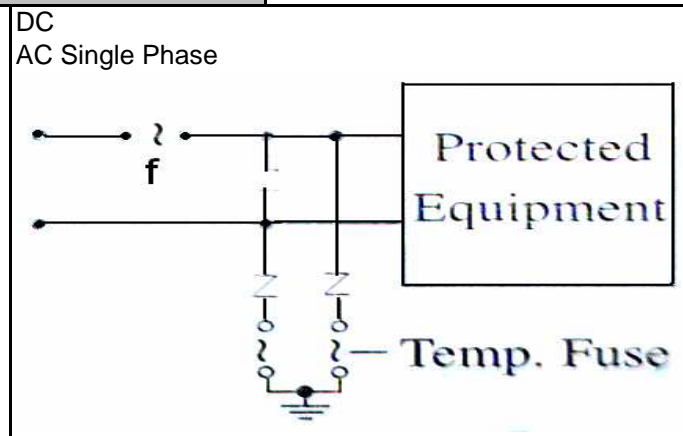 DC
AC Single Phase
f
Protected
Equipment
Temp. Fuse